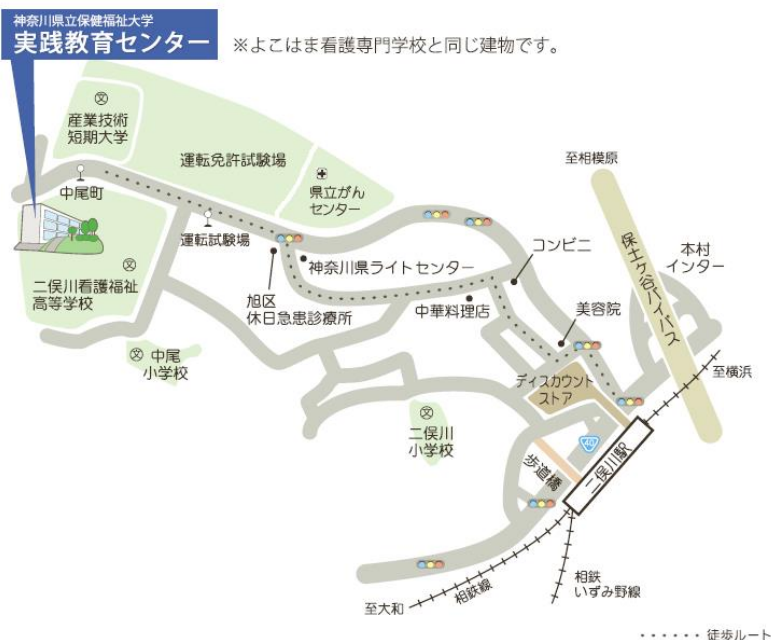 神奈川県立保健福祉大学
実践教育センター
※よこはま看護専門学校と同じ建物です。
産業技術
短期大学
運転免許試験場
県立がん
センター
至相模原
中尾町
運転試験場
保土ヶ谷バイパス
本村
インター
コンビニ
神奈川県ライトセンター
二俣川看護福祉
高等学校
旭区
休日急患診療所
中華料理店
美容院
中尾
小学校
ディスカウント
ストア
至横浜
二俣川
小学校
歩道橋
二俣川駅
相鉄
いずみ野線
相鉄線
至大和
・・・・・・ 徒歩ルート